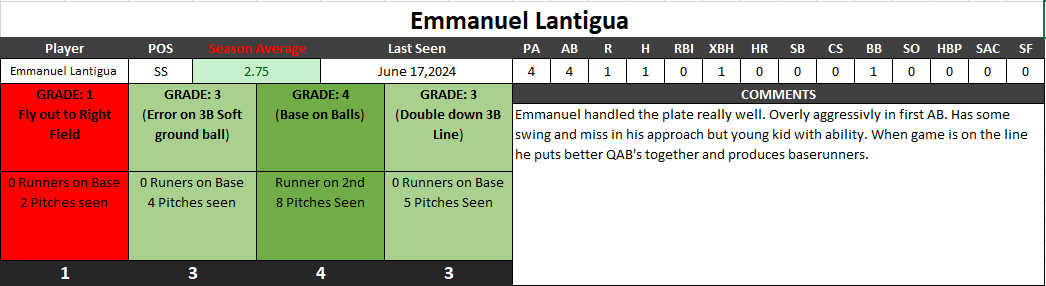 Emmanuel Lantigua
Player POS Season Average Last Seen PA AB R H RBI XBH HR SB CS BB SO HBP SAC SF
Emmanuel Lantigua SS 2.75 June 17,2024 4 4 1 1 0 1 0 0 0 1 0 0 0 0
GRADE: 1
Fly out to Right
Field
GRADE: 3
(Error on 3B Soft
ground ball)
GRADE: 4
(Base on Balls)
GRADE: 3
(Double down 3B
Line)
COMMENTS
Emmanuel handled the plate really well. Overly aggressivly in first AB. Has some
swing and miss in his approach but young kid with ability. When game is on the line
he puts better QAB's together and produces baserunners.
0 Runners on Base
2 Pitches seen
0 Runers on Base
4 Pitches seen
Runner on 2nd
8 Pitches Seen
0 Runners on Base
5 Pitches Seen
1 3 4 3